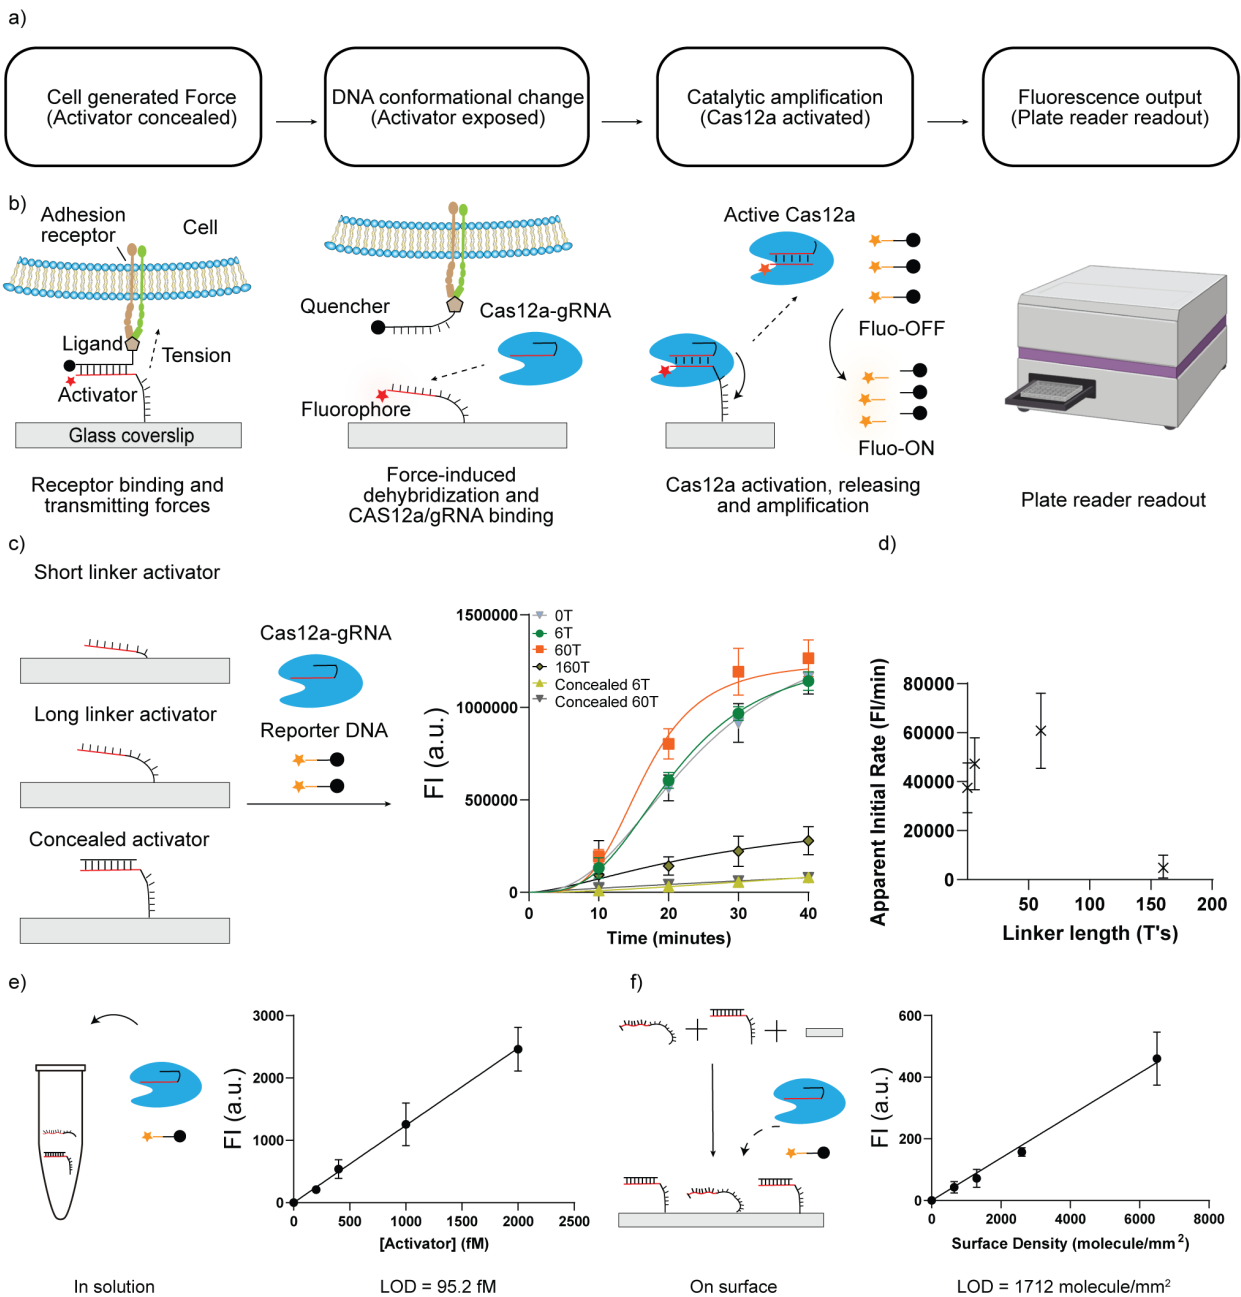 a)
Cell generated Force
(Activator concealed)
DNA conformational change
(Activator exposed)
Catalytic amplification
(Cas12a activated)
Fluorescence output
(Plate reader readout)
b)
Adhesion
receptor
Cell
Ligand
Tension
Activator
Glass coverslip
Receptor binding and
transmitting forces
Quencher
Cas12a-gRNA
Fluorophore
Force-induced
dehybridization and
CAS12a/gRNA binding
Active Cas12a
Fluo-OFF
Fluo-ON
Cas12a activation, releasing
and amplification
Plate reader readout
c)
Short linker activator
Long linker activator
Concealed activator
Cas12a-gRNA
Reporter DNA
FI (a.u.)
1500000
1000000
500000
0
0T
6T
60T
160T
Concealed 6T
Concealed 60T
0
10
20
30
40
Time (minutes)
d)
Apparent Initial Rate (FI/min)
80000
60000
40000
20000
0
50
100
150
200
Linker length (T's)
e)
In solution
FI (a.u.)
3000
2000
1000
0
0
500
1000
1500
2000
2500
[Activator] (fM)
LOD = 95.2 fM
f)
On surface
FI (a.u.)
600
400
200
0
0
2000
4000
6000
8000
Surface Density (molecule/mm²)
LOD = 1712 molecule/mm²